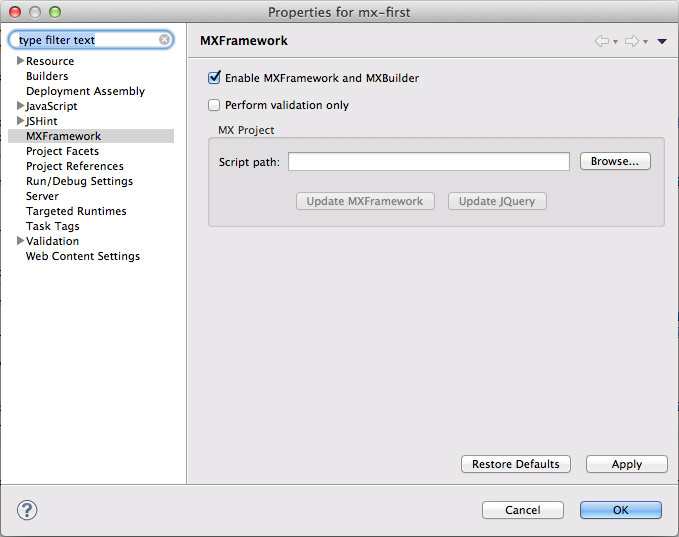 Properties for mx-first
type filter text
Resource
Builders
Deployment Assembly
JavaScript
JSHint
MXFramework
Project Facets
Project References
Run/Debug Settings
Server
Targeted Runtimes
Task Tags
Validation
Web Content Settings
MXFramework
Enable MXFramework and MXBuilder
Perform validation only
MX Project
Script path: Browse...
Update MXFramework Update JQuery
Restore Defaults Apply
? Cancel OK